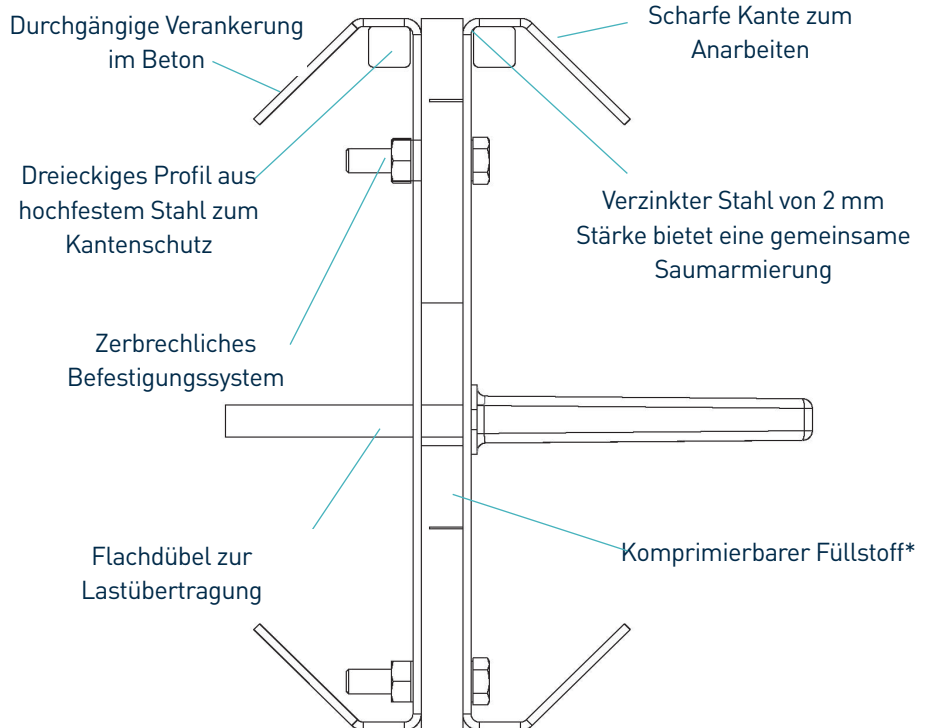 Durchgängige Verankerung
im Beton
Scharfe Kante zum
Anarbeiten
Dreieckiges Profil aus
hochfestem Stahl zum
Kantenschutz
Verzinkter Stahl von 2 mm
Stärke bietet eine gemeinsame
Saumarmierung
Zerbrechliches
Befestigungssystem
Flachdübel zur
Lastübertragung
Komprimierbarer Füllstoff*